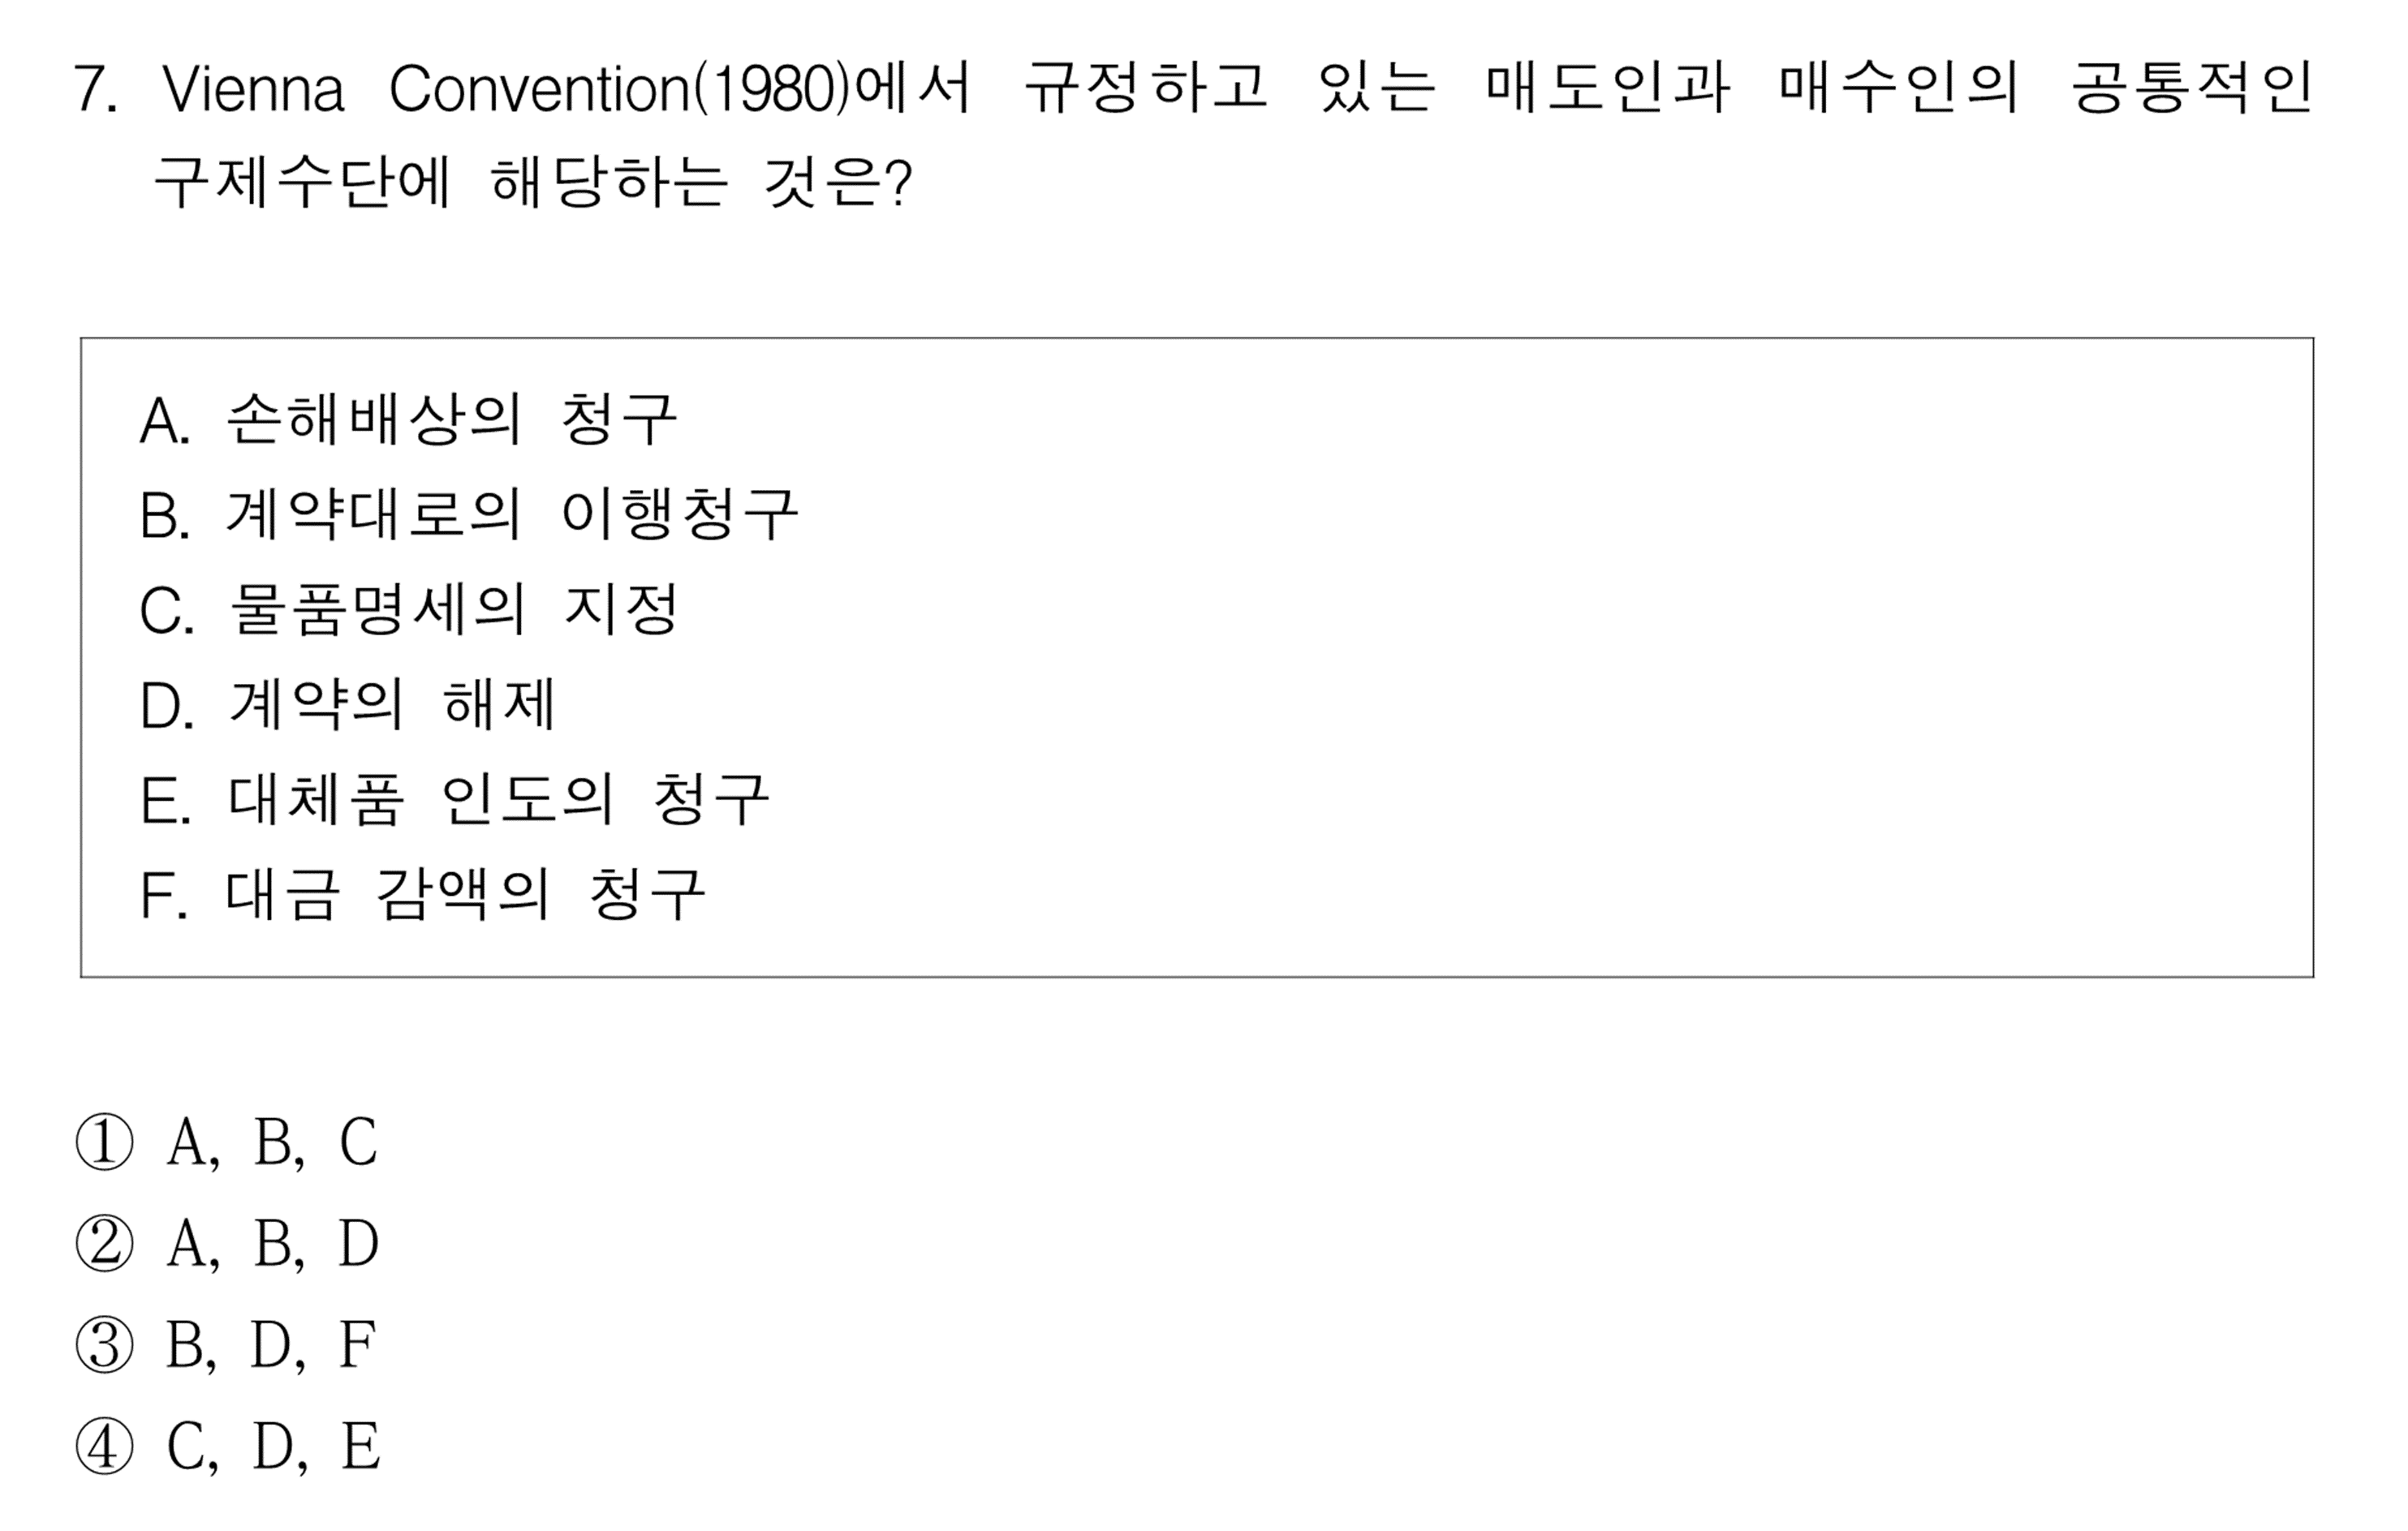 7. Vienna Convention(1980)에서 규정하고 있는 매도인과 매수인의 공통적인
구제수단에 해당하는 것은?
A. 손해배상의 청구
B. 계약대로의 이행청구
C. 물품명세의 지정
D. 계약의 해제
E. 대체품 인도의 청구
F. 대금 감액의 청구
① A, B, C
② A, B, D
③ B, D, F
④ C, D, E